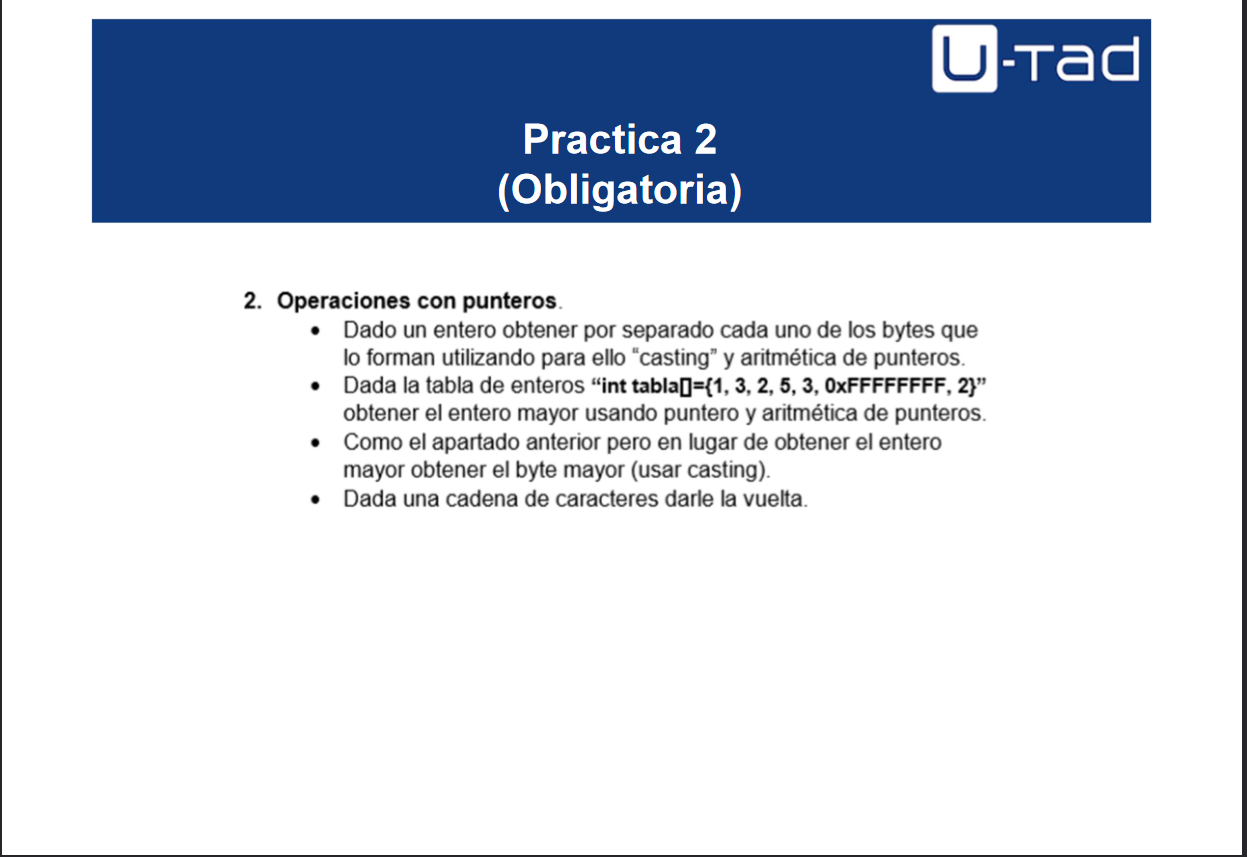 U-Tad
Practica 2
(Obligatoria)
2. Operaciones con punteros.
• Dado un entero obtener por separado cada uno de los bytes que
lo forman utilizando para ello “casting” y aritmética de punteros.
• Dada la tabla de enteros “int tabla[]={1, 3, 2, 5, 3, 0xFFFFFFFF, 2}”
obtener el entero mayor usando puntero y aritmética de punteros.
• Como el apartado anterior pero en lugar de obtener el entero
mayor obtener el byte mayor (usar casting).
• Dada una cadena de caracteres darle la vuelta.